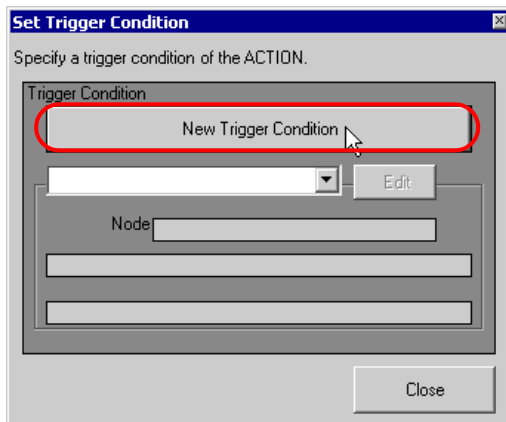 Set Trigger Condition
Specify a trigger condition of the ACTION.
Trigger Condition
New Trigger Condition
Edit
Node
Close